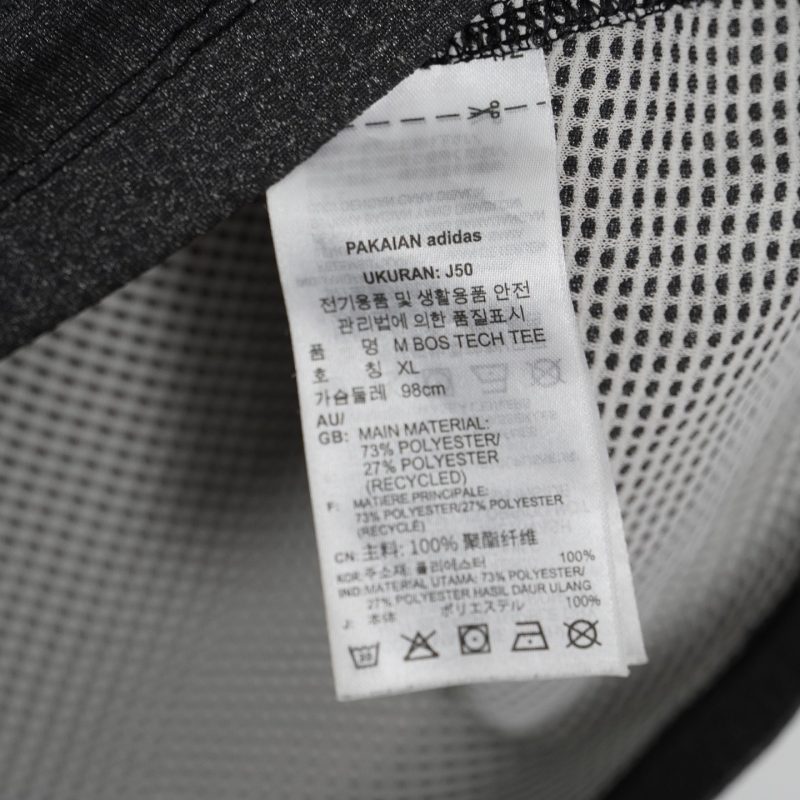 PAKAIAN adidas
UKURAN: J50
전기용품 및 생활용품 안전
관리법에 의한 품질표시
품 명 M BOS TECH TEE
호 칭 XL
가슴둘레 98cm
AU/
GB: MAIN MATERIAL:
73% POLYESTER/
27% POLYESTER
(RECYCLED)
F: MATIERE PRINCIPALE:
73% POLYESTER/27% POLYESTER
(RECYCLÉ)
CN: 主料: 100% 聚酯纤维
KOR: 주소재: 폴리에스터 100%
IND: MATERIAL UTAMA: 73% POLYESTER/
27% POLYESTER HASIL DAUR ULANG
J: 本体 ポリエステル 100%
30